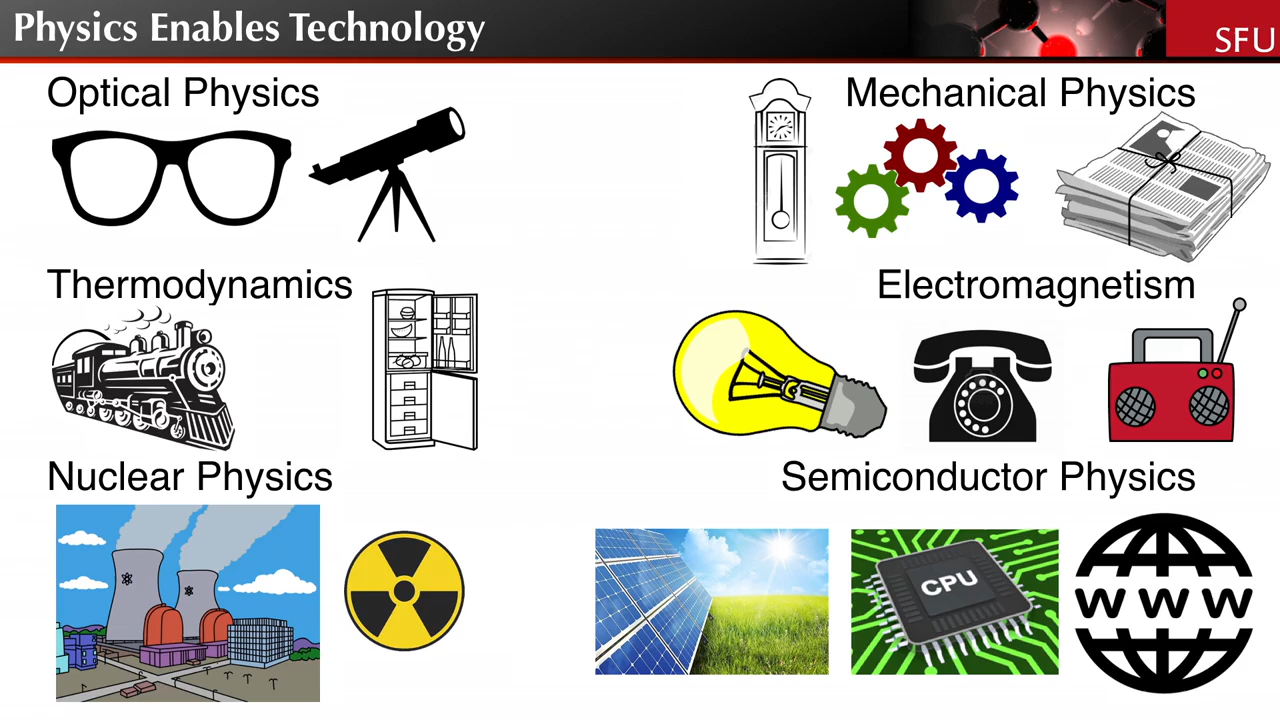 Physics Enables Technology
SFU
Optical Physics
Mechanical Physics
Thermodynamics
Electromagnetism
Nuclear Physics
Semiconductor Physics
CPU
WWW